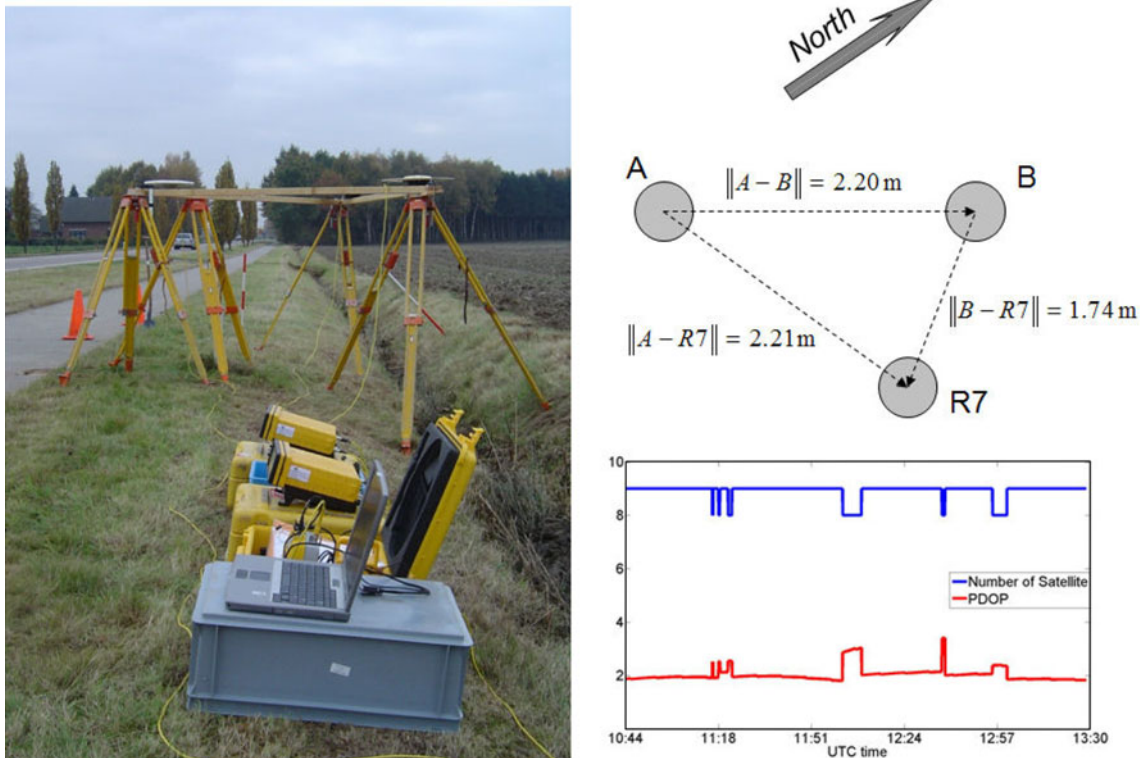 North
A
‖A − B‖ = 2.20 m
B
‖A − R7‖ = 2.21 m
‖B − R7‖ = 1.74 m
R7
10
8
6
4
2
Number of Satellite
PDOP
10:44 11:18 11:51 12:24 12:57 13:30
UTC time